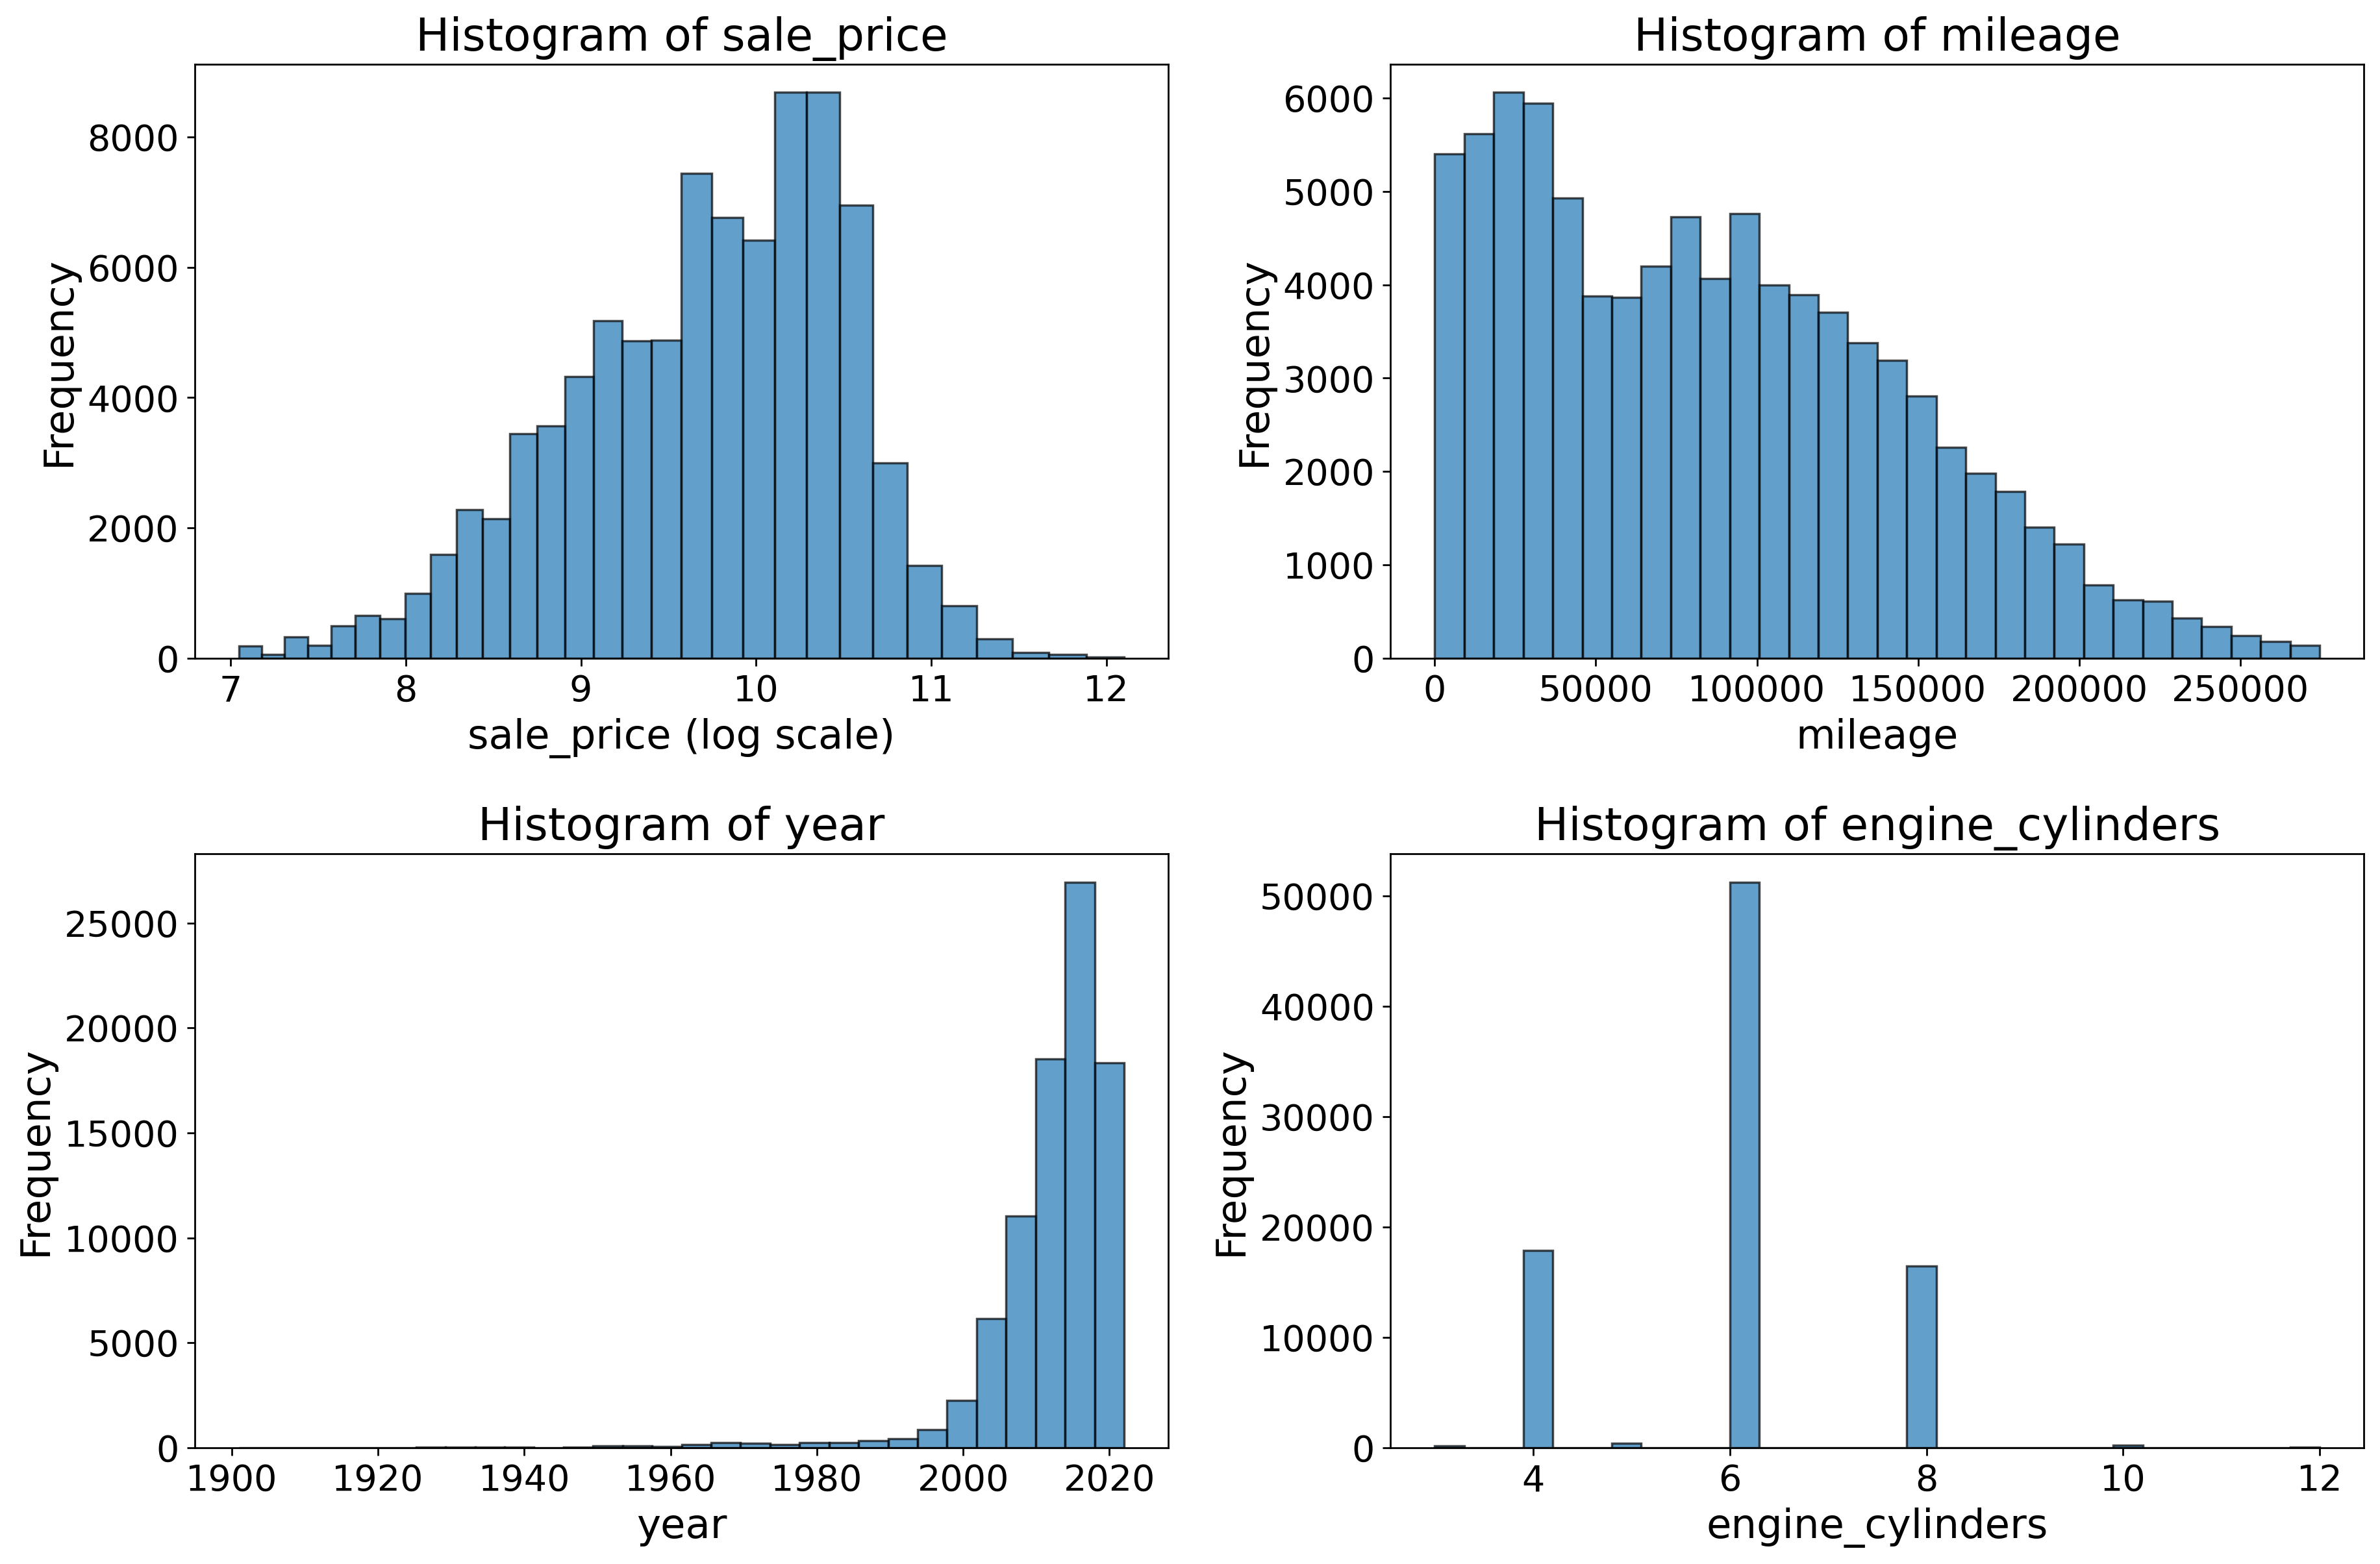 Histogram of sale_price
Frequency
8000
6000
4000
2000
0
7 8 9 10 11 12
sale_price (log scale)
Histogram of mileage
Frequency
6000
5000
4000
3000
2000
1000
0
0 50000 100000 150000 200000 250000
mileage
Histogram of year
Frequency
25000
20000
15000
10000
5000
0
1900 1920 1940 1960 1980 2000 2020
year
Histogram of engine_cylinders
Frequency
50000
40000
30000
20000
10000
0
4 6 8 10 12
engine_cylinders